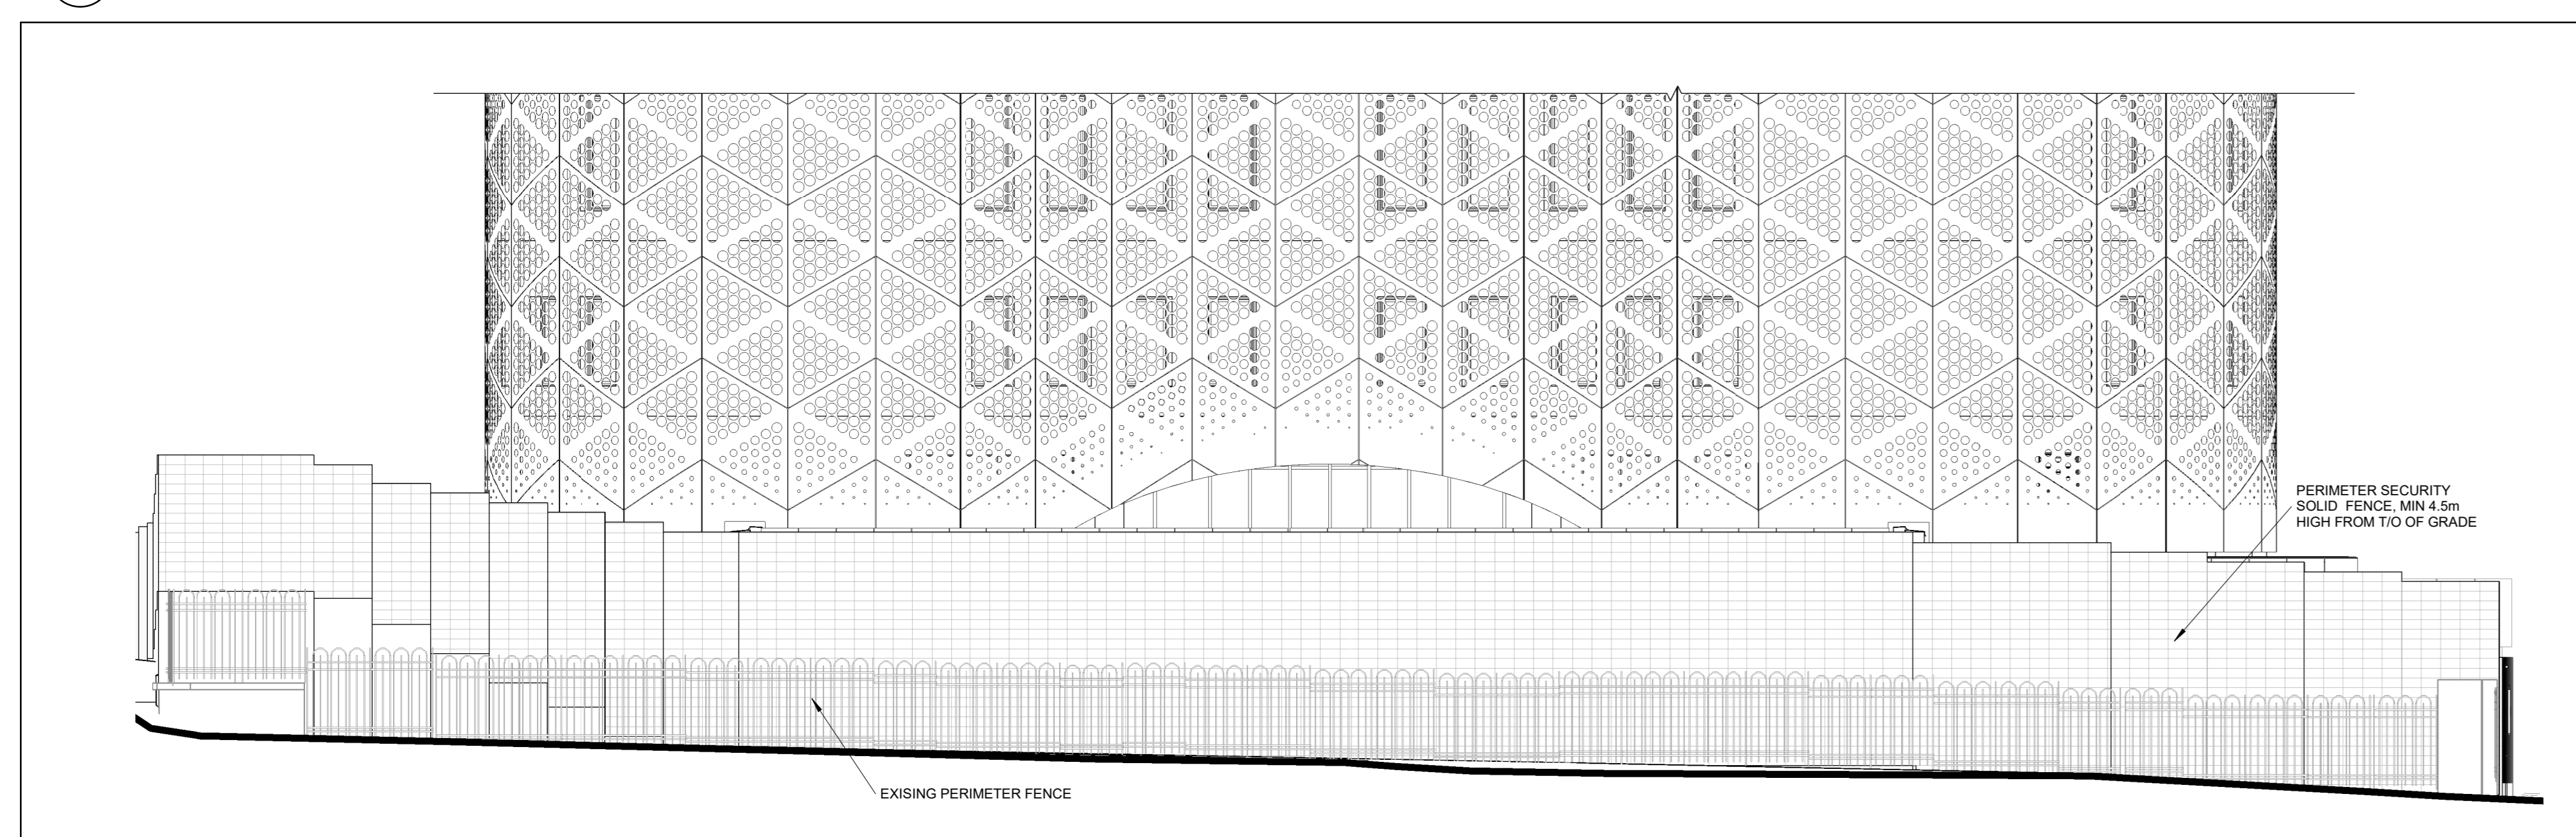 PERIMETER SECURITY
SOLID FENCE, MIN 4.5m
HIGH FROM T/O OF GRADE
EXISING PERIMETER FENCE